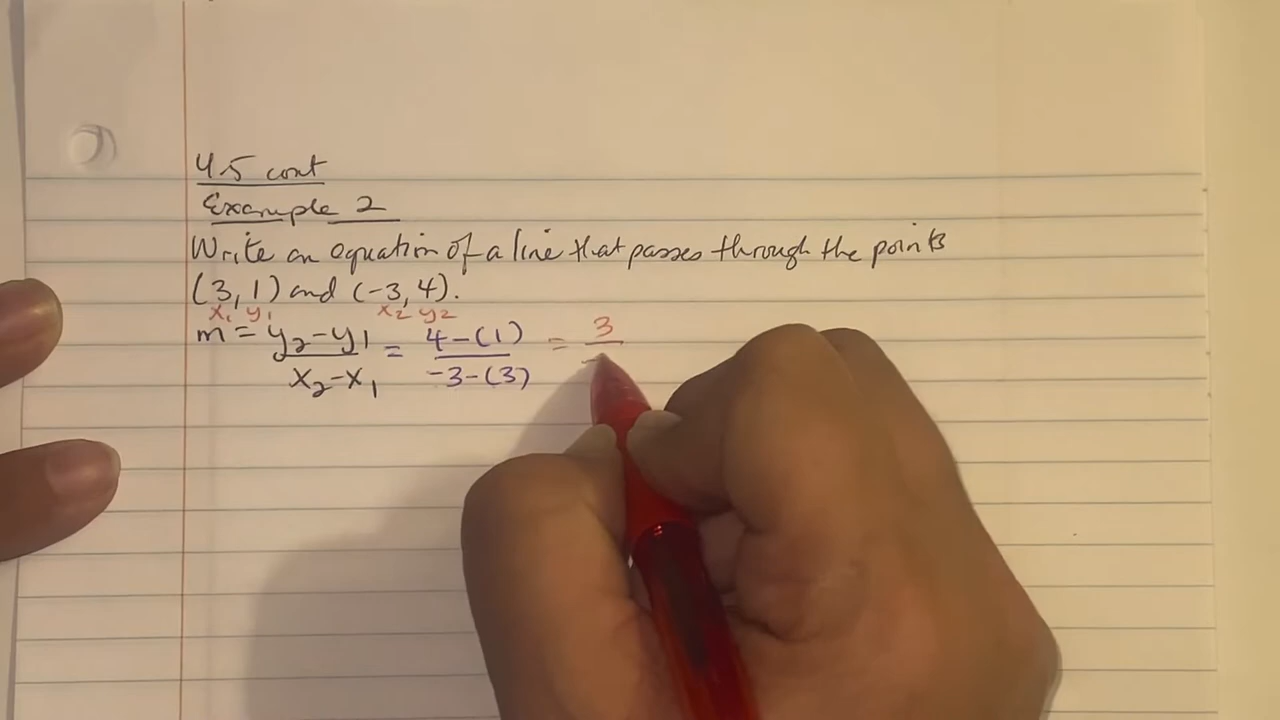 4.5 cont
Example 2
Write an equation of a line that passes through the points
(3, 1) and (-3, 4).
x₁ y₁ x₂ y₂
m = y₂-y₁ / x₂-x₁ = 4-(1) / -3-(3) = 3 / -